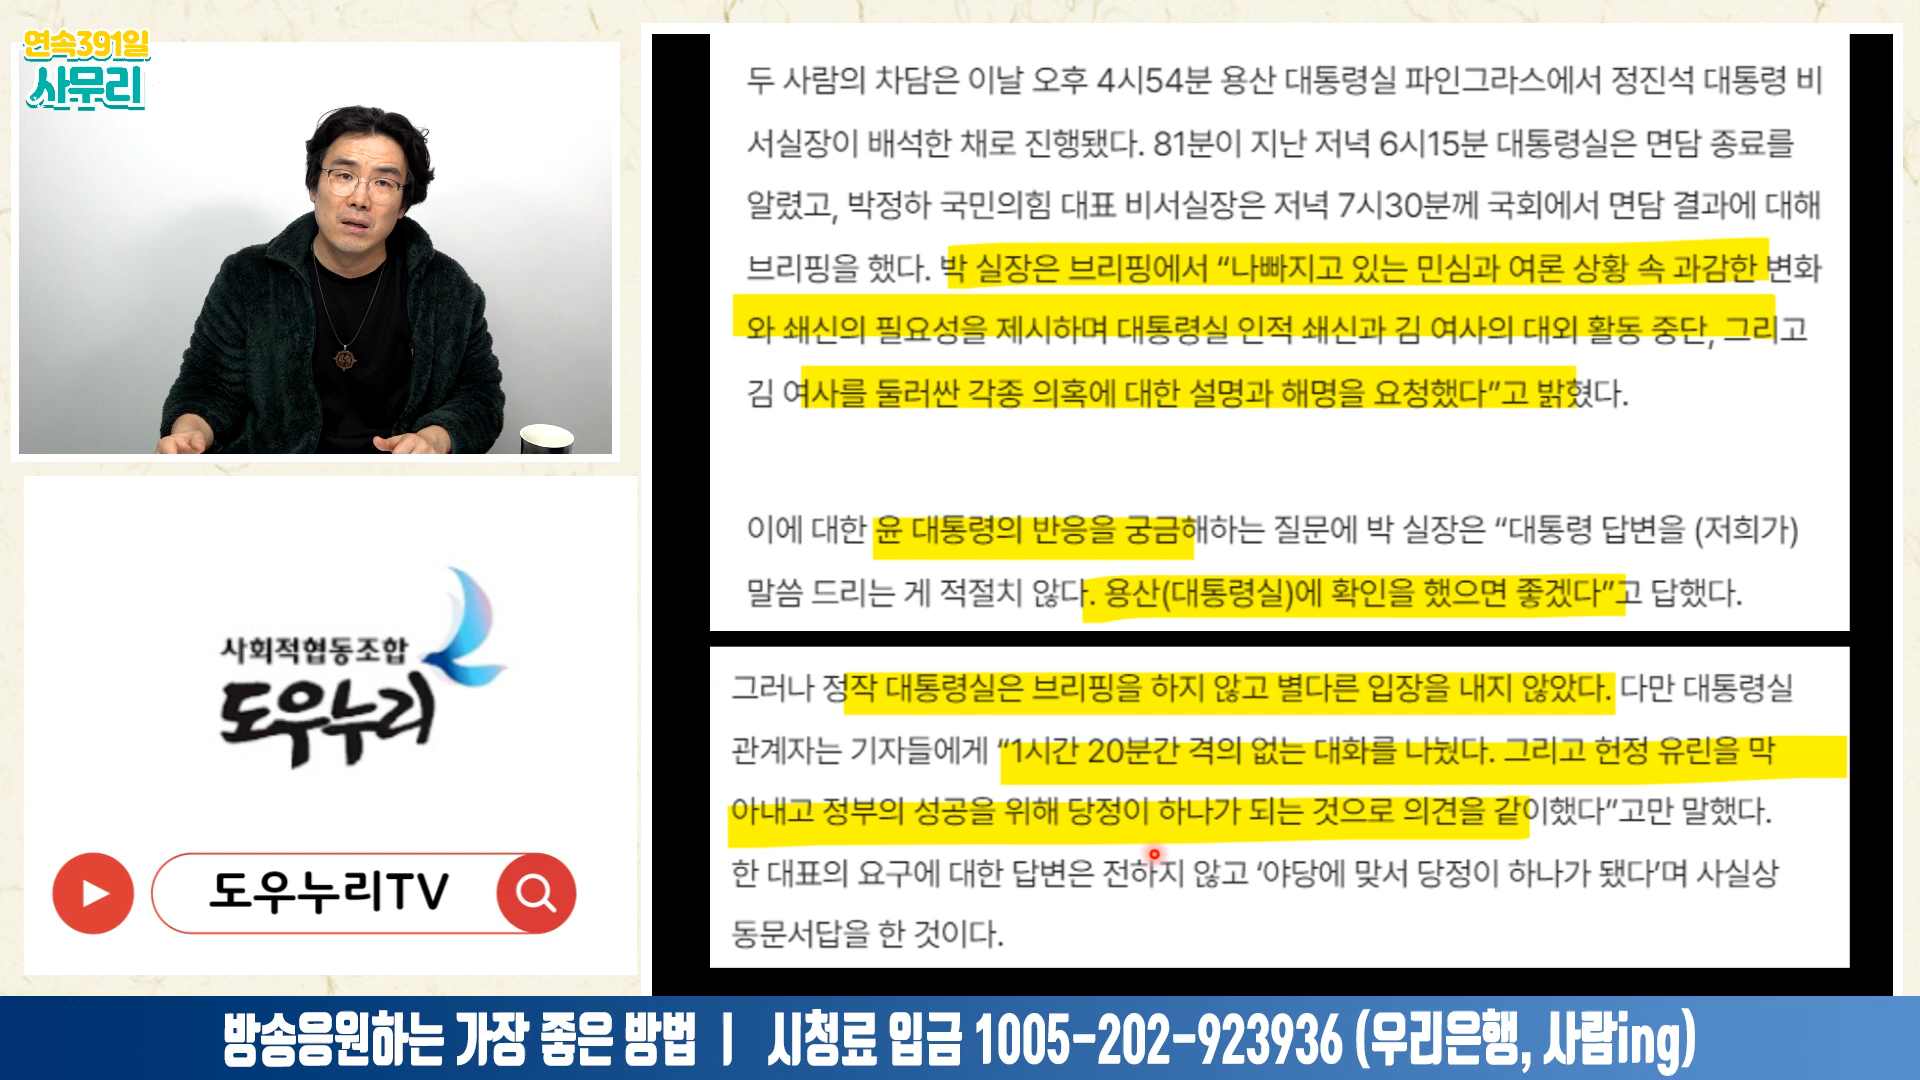 연속391일
사무리
두 사람의 차담은 이날 오후 4시54분 용산 대통령실 파인그라스에서 정진석 대통령 비
서실장이 배석한 채로 진행됐다. 81분이 지난 저녁 6시15분 대통령실은 면담 종료를
알렸고, 박정하 국민의힘 대표 비서실장은 저녁 7시30분께 국회에서 면담 결과에 대해
브리핑을 했다. 박 실장은 브리핑에서 “나빠지고 있는 민심과 여론 상황 속 과감한 변화
와 쇄신의 필요성을 제시하며 대통령실 인적 쇄신과 김 여사의 대외 활동 중단, 그리고
김 여사를 둘러싼 각종 의혹에 대한 설명과 해명을 요청했다”고 밝혔다.
이에 대한 윤 대통령의 반응을 궁금해하는 질문에 박 실장은 “대통령 답변을 (저희가)
말씀 드리는 게 적절치 않다. 용산(대통령실)에 확인을 했으면 좋겠다”고 답했다.
그러나 정작 대통령실은 브리핑을 하지 않고 별다른 입장을 내지 않았다. 다만 대통령실
관계자는 기자들에게 “1시간 20분간 격의 없는 대화를 나눴다. 그리고 헌정 유린을 막
아내고 정부의 성공을 위해 당정이 하나가 되는 것으로 의견을 같이했다”고만 말했다.
한 대표의 요구에 대한 답변은 전하지 않고 ‘야당에 맞서 당정이 하나가 됐다’며 사실상
동문서답을 한 것이다.
사회적협동조합
도우누리
도우누리TV
방송응원하는 가장 좋은 방법 ㅣ 시청료 입금 1005-202-923936 (우리은행, 사람ing)